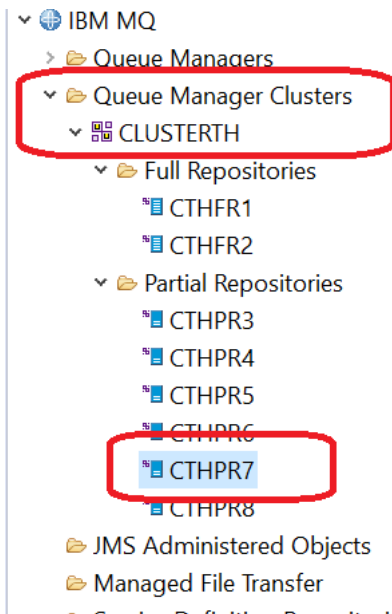 IBM MQ
Queue Managers
Queue Manager Clusters
CLUSTERTH
Full Repositories
CTHFR1
CTHFR2
Partial Repositories
CTHPR3
CTHPR4
CTHPR5
CTHPR6
CTHPR7
CTHPR8
JMS Administered Objects
Managed File Transfer